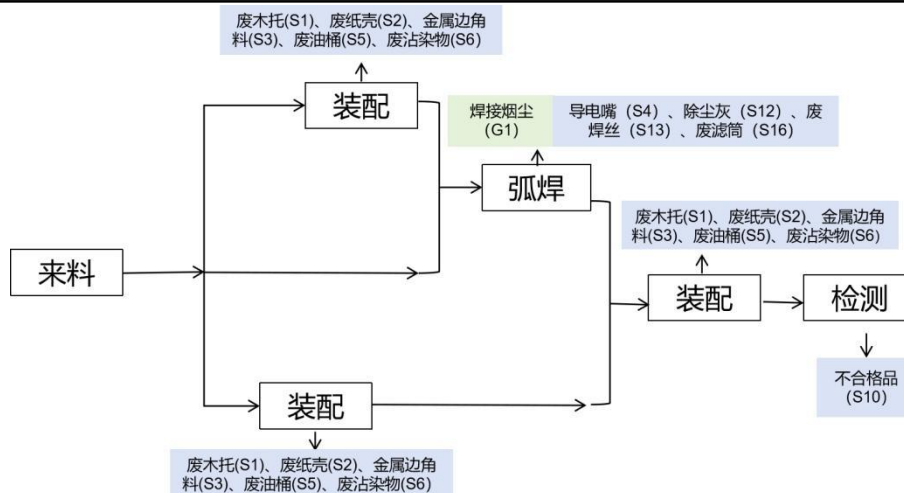 废木托(S1)、废纸壳(S2)、金属边角
料(S3)、废油桶(S5)、废沾染物(S6)
装配
焊接烟尘
(G1)
导电嘴（S4）、除尘灰（S12）、废
焊丝（S13）、废滤筒（S16）
弧焊
废木托(S1)、废纸壳(S2)、金属边角
料(S3)、废油桶(S5)、废沾染物(S6)
来料
装配
检测
不合格品
(S10)
装配
废木托(S1)、废纸壳(S2)、金属边角
料(S3)、废油桶(S5)、废沾染物(S6)